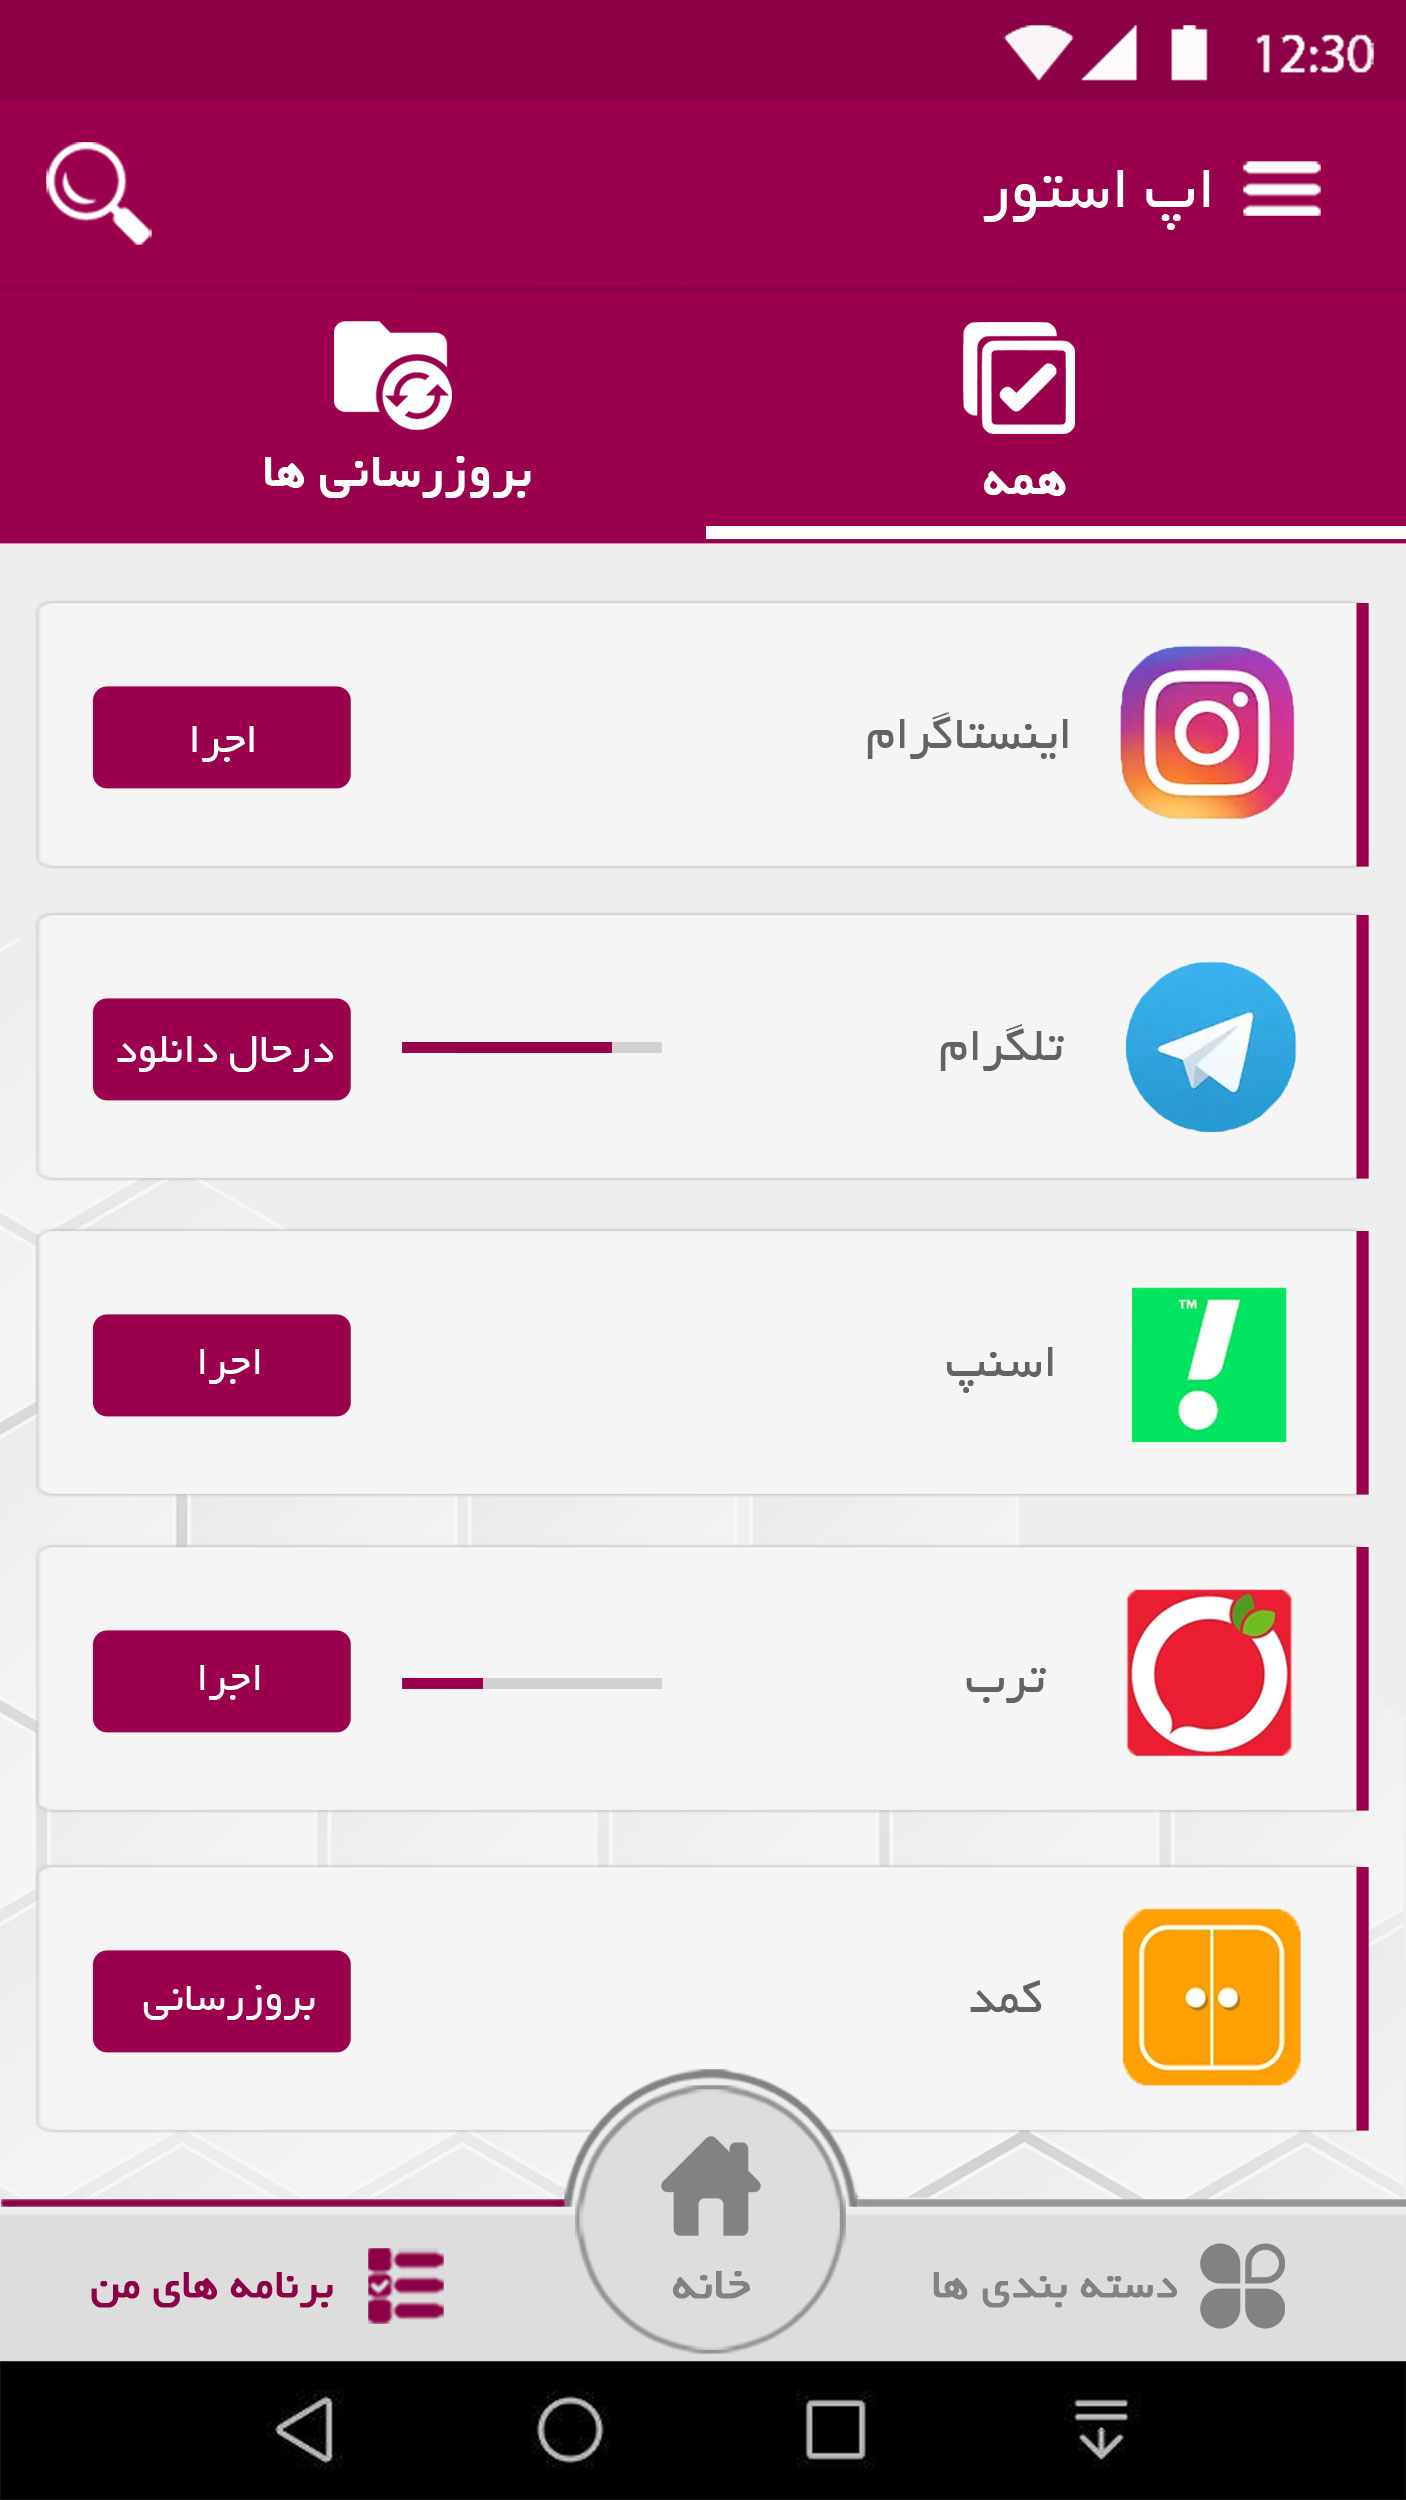 12:30
اپ استور
همه
بروزرسانی ها
اینستاگرام
اجرا
تلگرام
درحال دانلود
TM
اسنپ
اجرا
ترب
اجرا
کمد
بروزرسانی
دسته بندی ها
خانه
برنامه های من